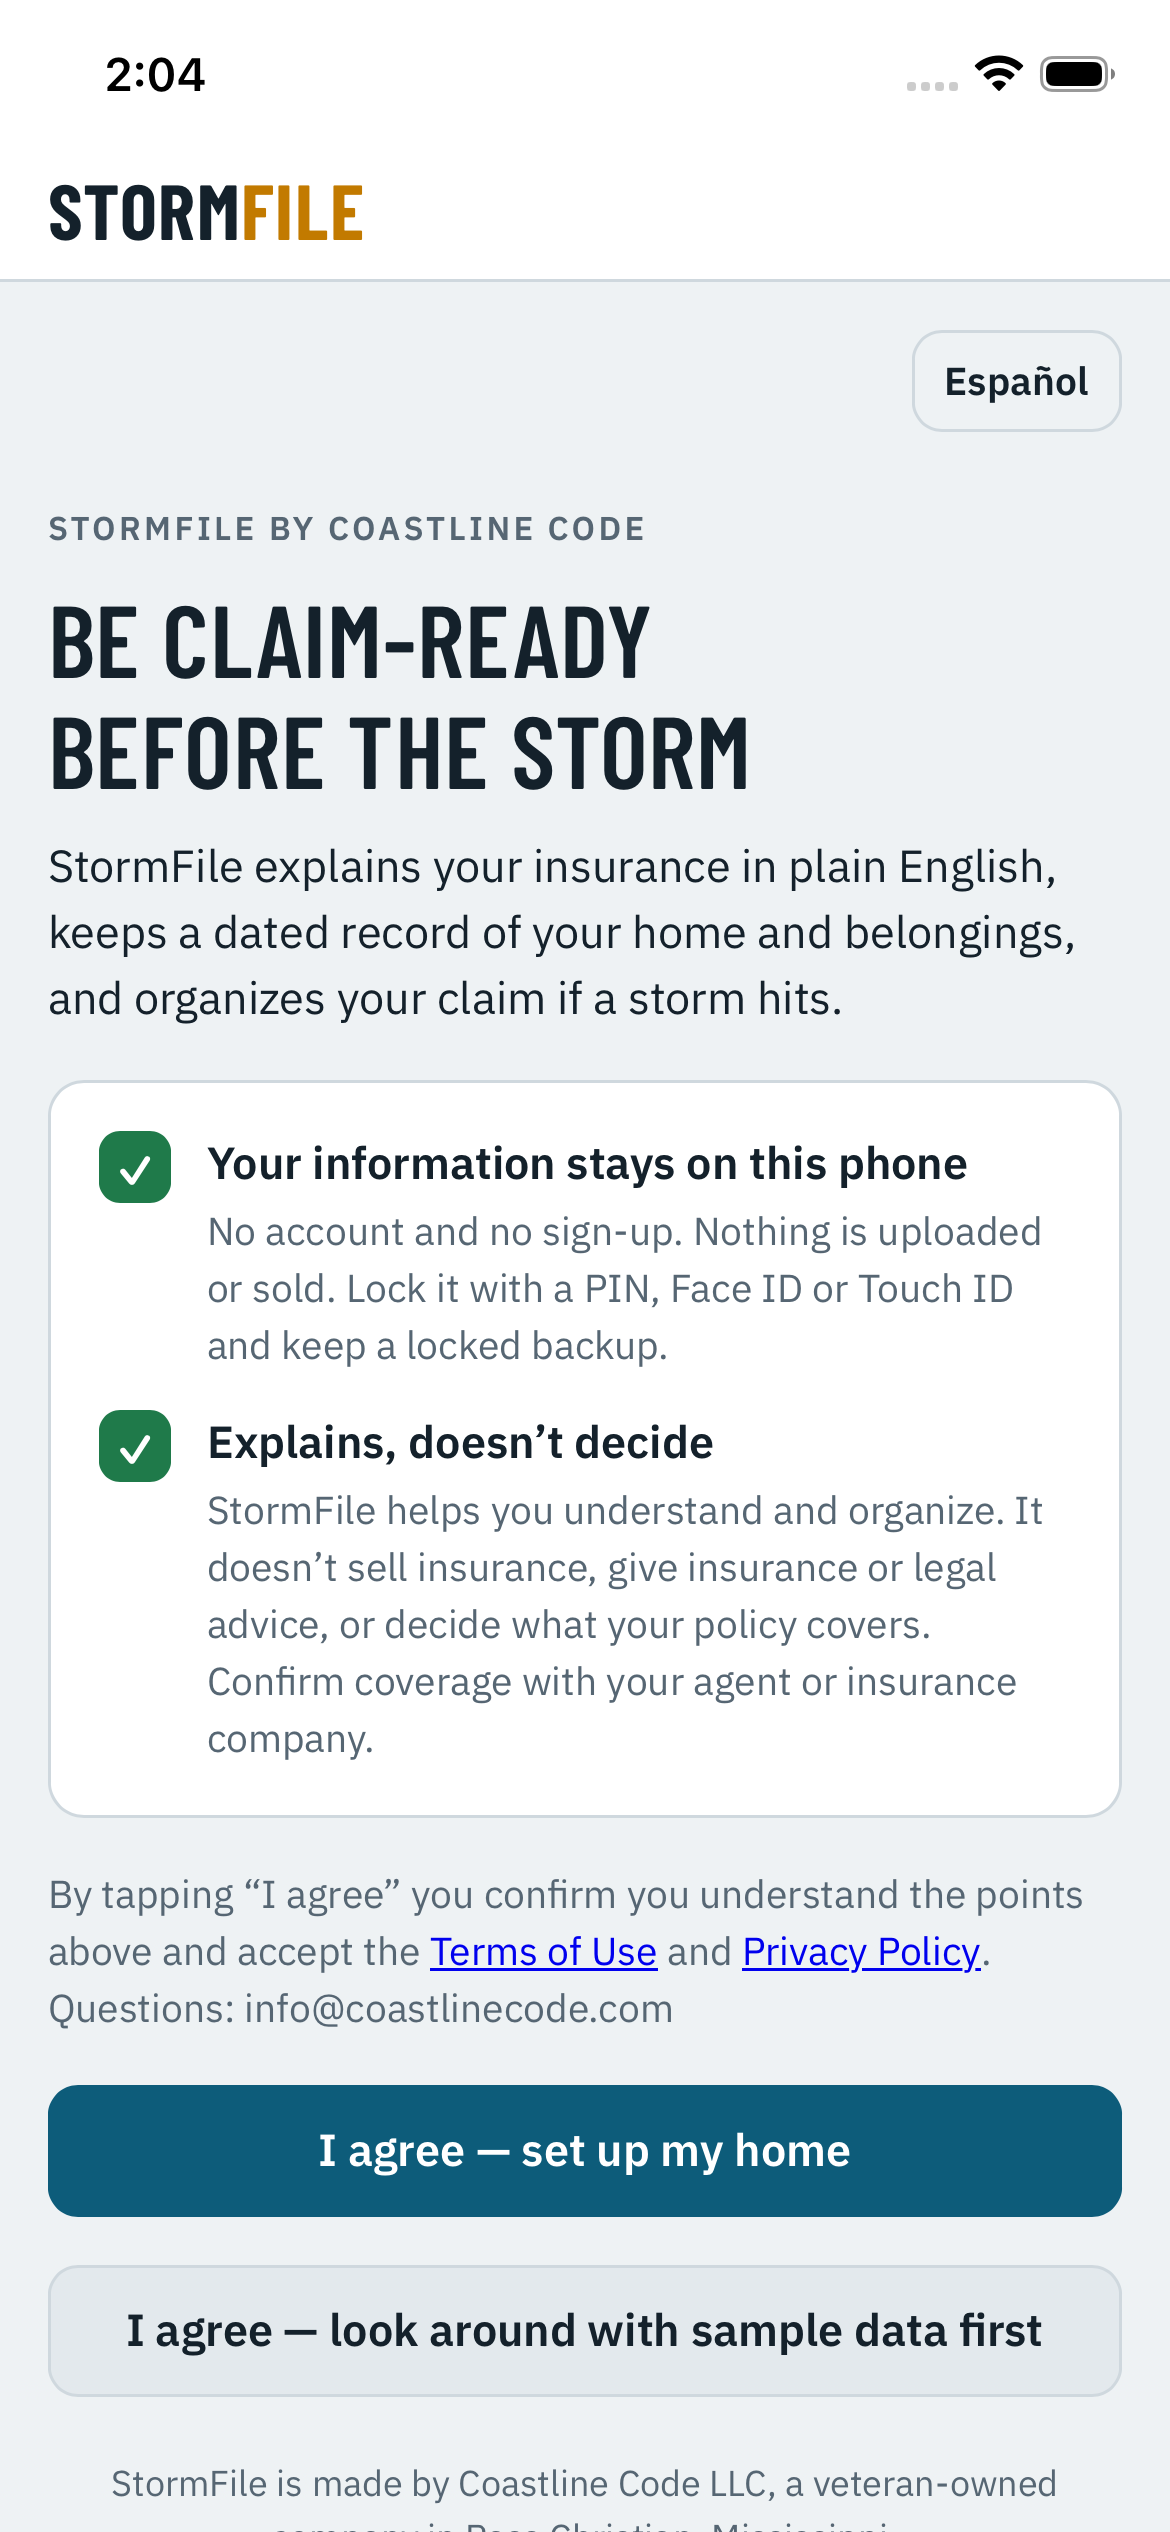 2:04
STORMFILE
Español
STORMFILE BY COASTLINE CODE
BE CLAIM-READY
BEFORE THE STORM
StormFile explains your insurance in plain English,
keeps a dated record of your home and belongings,
and organizes your claim if a storm hits.
Your information stays on this phone
No account and no sign-up. Nothing is uploaded
or sold. Lock it with a PIN, Face ID or Touch ID
and keep a locked backup.
Explains, doesn’t decide
StormFile helps you understand and organize. It
doesn’t sell insurance, give insurance or legal
advice, or decide what your policy covers.
Confirm coverage with your agent or insurance
company.
By tapping “I agree” you confirm you understand the points
above and accept the Terms of Use and Privacy Policy.
Questions: info@coastlinecode.com
I agree — set up my home
I agree — look around with sample data first
StormFile is made by Coastline Code LLC, a veteran-owned
company in Pass Christian, Mississippi